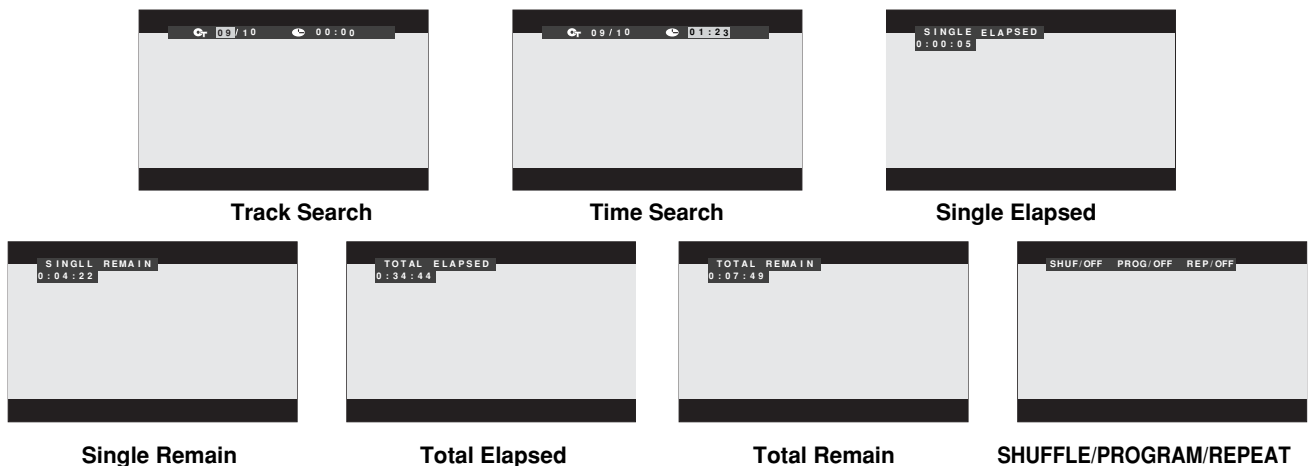 09/10 00:00
Track Search
09/10 01:23
Time Search
SINGLE ELAPSED
0:00:05
Single Elapsed
SINGLL REMAIN
0:04:22
Single Remain
TOTAL ELAPSED
0:34:44
Total Elapsed
TOTAL REMAIN
0:07:49
Total Remain
SHUF/OFF PROG/OFF REP/OFF
SHUFFLE/PROGRAM/REPEAT